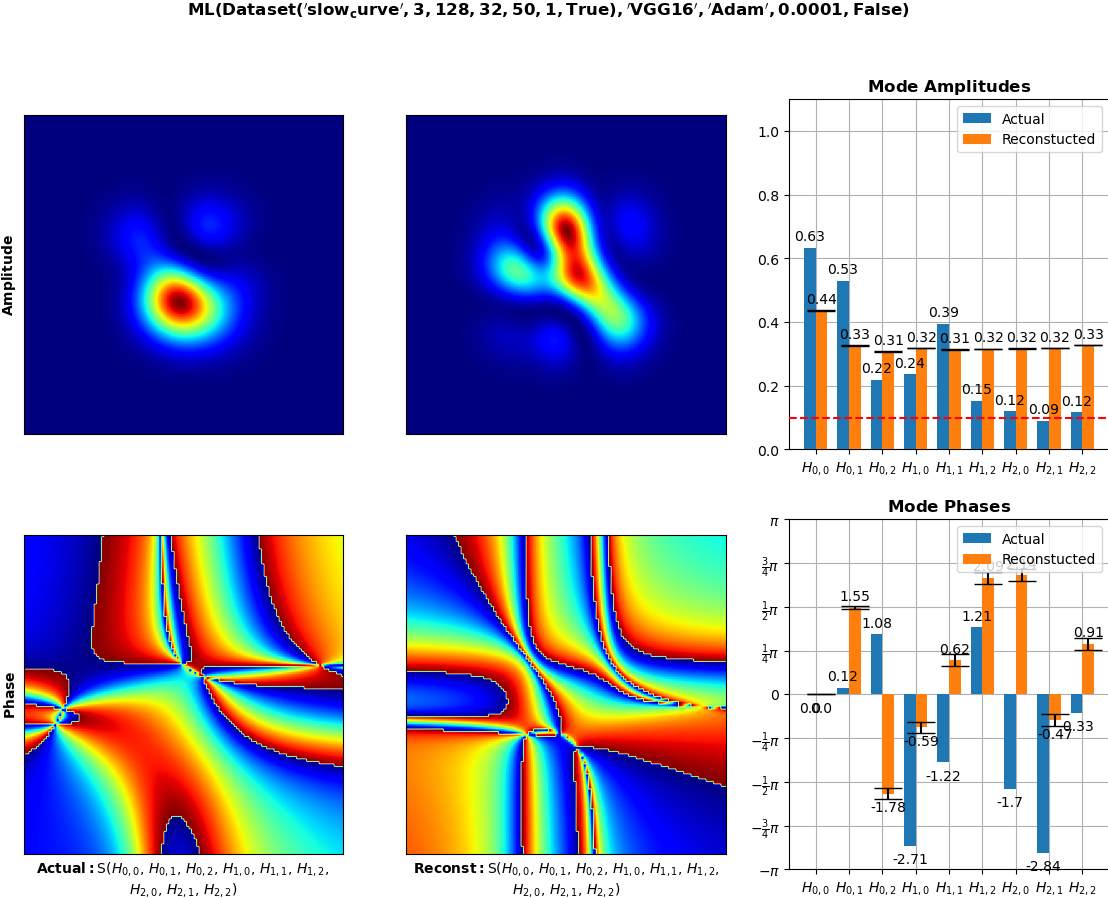 ML(Dataset('slow_curve', 3, 128, 32, 50, 1, True), 'VGG16', 'Adam', 0.0001, False)
Amplitude
Mode Amplitudes
Actual
Reconstucted
1.0
0.8
0.6
0.4
0.2
0.0
0.63
0.53
0.22
0.24
0.39
0.15
0.12
0.09
0.12
0.44
0.33
0.31
0.32
0.31
0.32
0.32
0.32
0.33
H0,0 H0,1 H0,2 H1,0 H1,1 H1,2 H2,0 H2,1 H2,2
Phase
Actual: S(H0,0, H0,1, H0,2, H1,0, H1,1, H1,2,
H2,0, H2,1, H2,2)
Reconst: S(H0,0, H0,1, H0,2, H1,0, H1,1, H1,2,
H2,0, H2,1, H2,2)
Mode Phases
Actual
Reconstucted
π
3/4π
1/2π
1/4π
0
−1/4π
−1/2π
−3/4π
−π
0.0
0.12
1.08
-2.71
-1.22
1.21
-1.7
-2.84
0.33
0.0
1.55
-1.78
-0.59
0.62
2.09
-0.47
0.91
H0,0 H0,1 H0,2 H1,0 H1,1 H1,2 H2,0 H2,1 H2,2